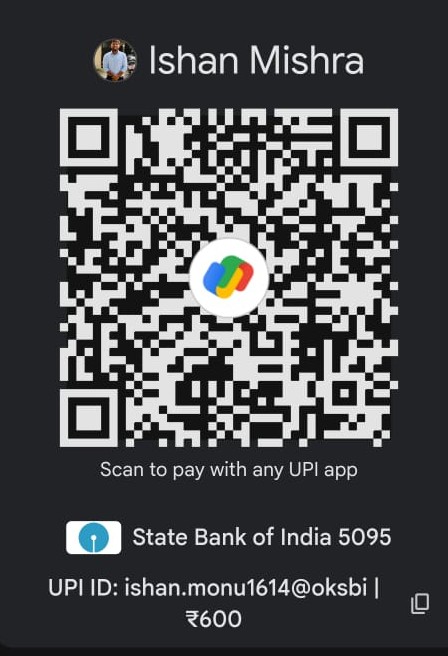 Ishan Mishra
Scan to pay with any UPI app
State Bank of India 5095
UPI ID: ishan.monu1614@oksbi |
₹600